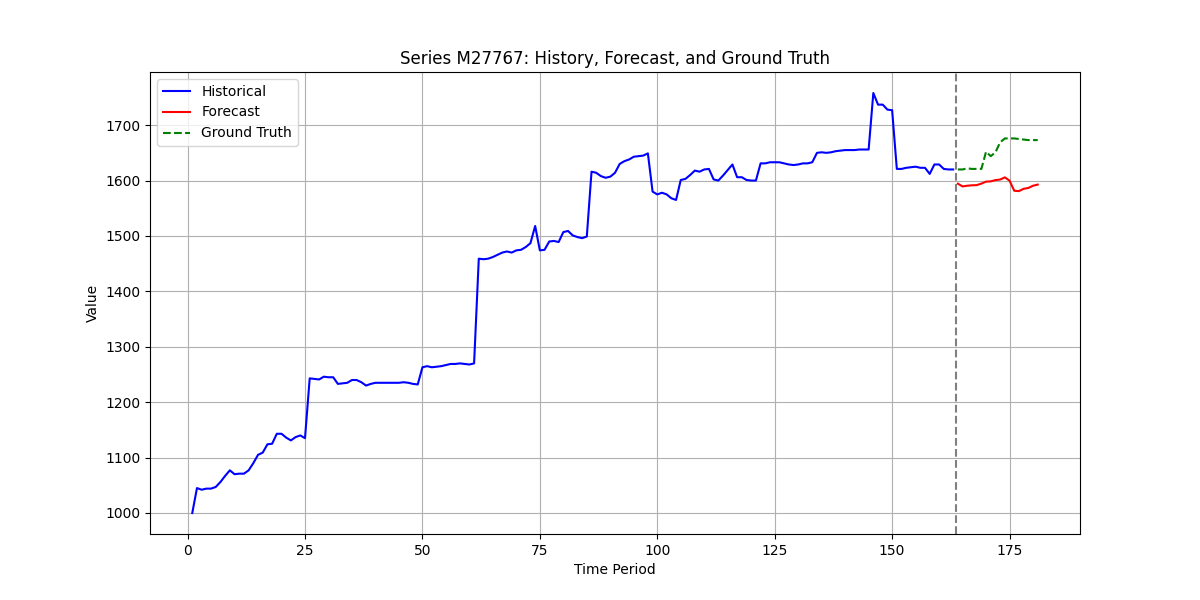 Series M27767: History, Forecast, and Ground Truth
Historical
Forecast
Ground Truth
1700
1600
1500
1400
1300
1200
1100
1000
Value
0 25 50 75 100 125 150 175
Time Period